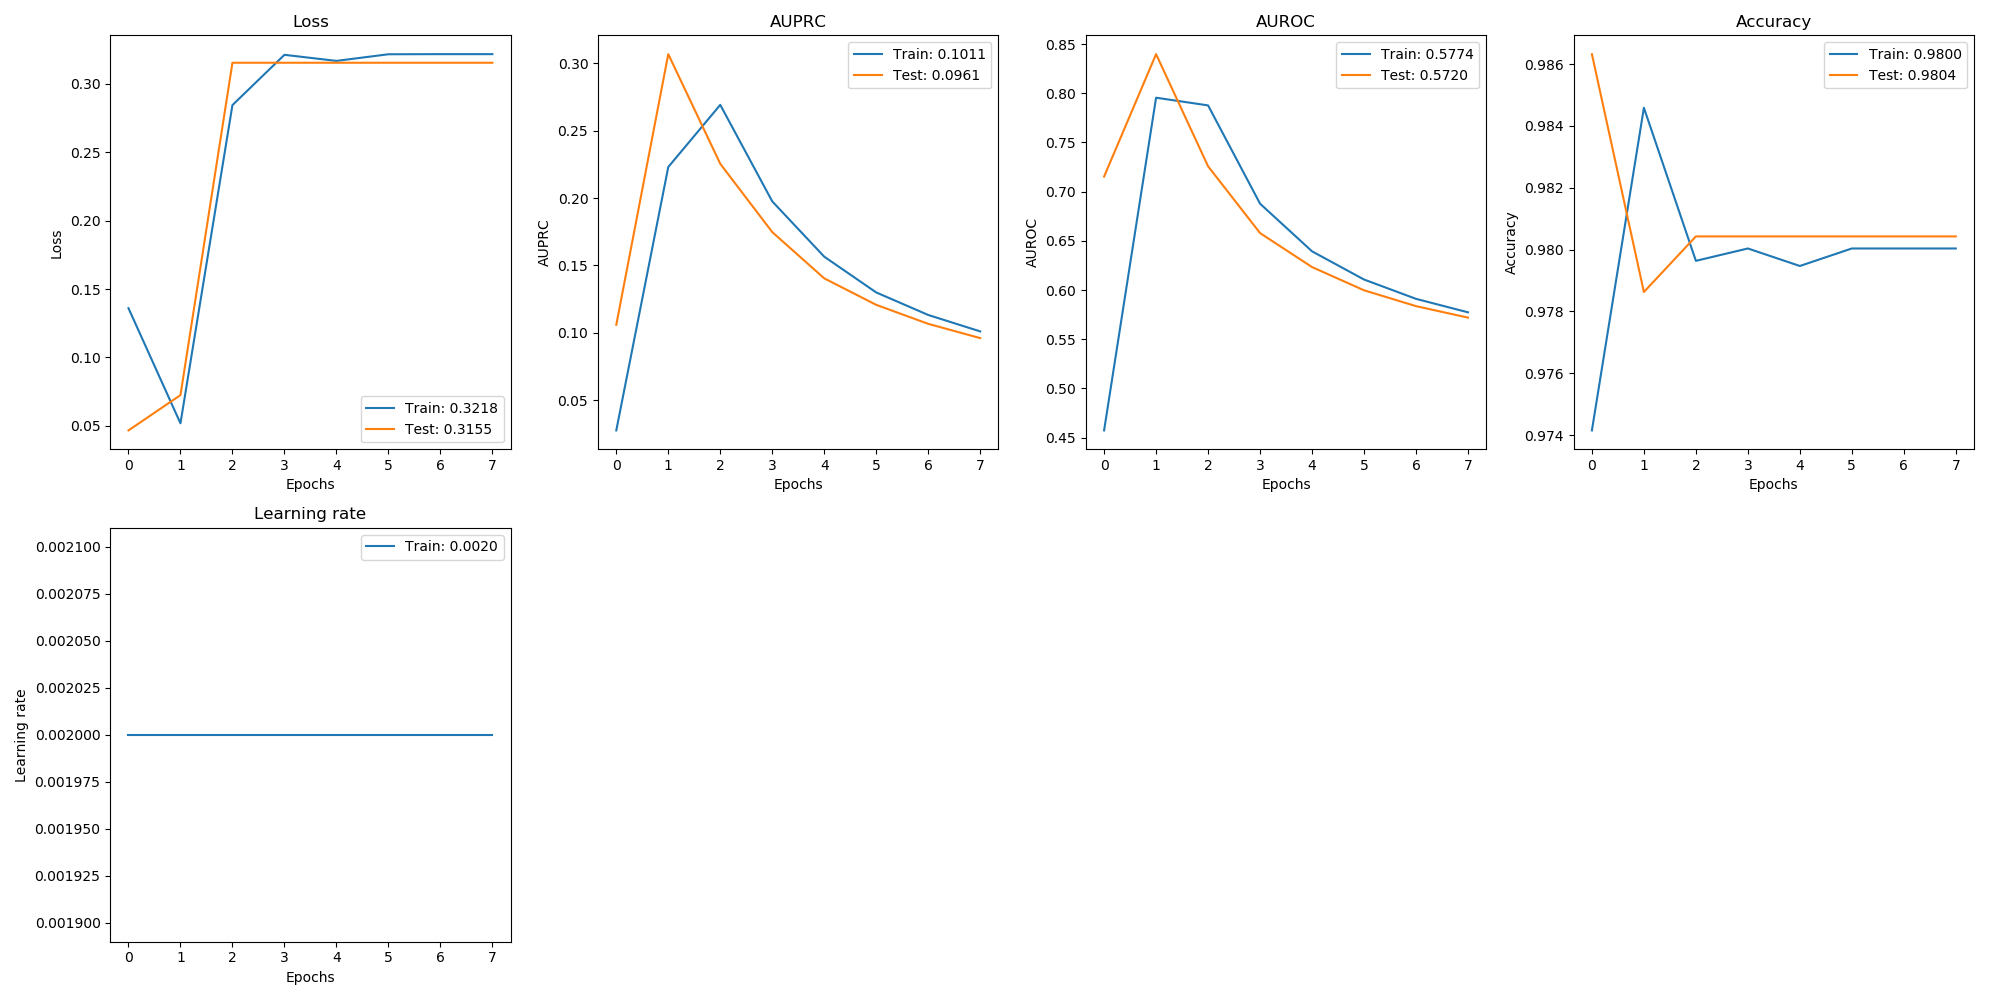 Loss
Loss
0.30
0.25
0.20
0.15
0.10
0.05
Train: 0.3218
Test: 0.3155
0 1 2 3 4 5 6 7
Epochs
AUPRC
AUPRC
0.30
0.25
0.20
0.15
0.10
0.05
Train: 0.1011
Test: 0.0961
0 1 2 3 4 5 6 7
Epochs
AUROC
AUROC
0.85
0.80
0.75
0.70
0.65
0.60
0.55
0.50
0.45
Train: 0.5774
Test: 0.5720
0 1 2 3 4 5 6 7
Epochs
Accuracy
Accuracy
0.986
0.984
0.982
0.980
0.978
0.976
0.974
Train: 0.9800
Test: 0.9804
0 1 2 3 4 5 6 7
Epochs
Learning rate
Learning rate
0.002100
0.002075
0.002050
0.002025
0.002000
0.001975
0.001950
0.001925
0.001900
Train: 0.0020
0 1 2 3 4 5 6 7
Epochs